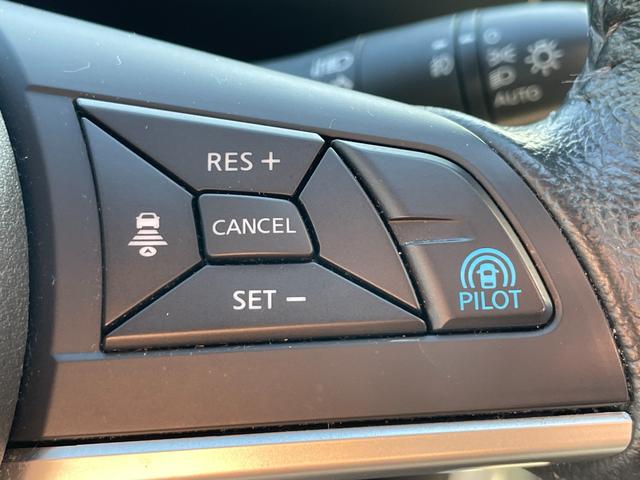 AUTO
RES +
CANCEL
SET −
PILOT